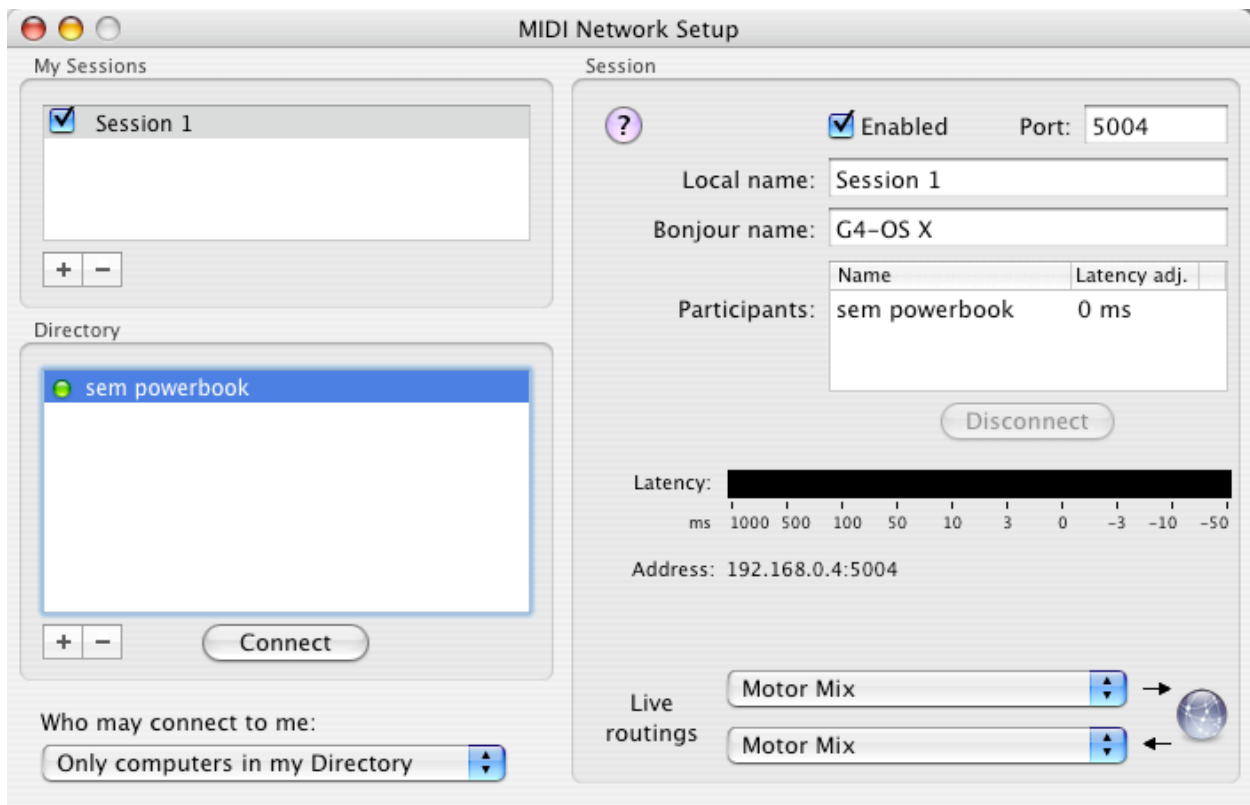 MIDI Network Setup
My Sessions
Session 1
+ −
Directory
sem powerbook
+ −
Connect
Who may connect to me:
Only computers in my Directory
Session
?
Enabled
Port: 5004
Local name: Session 1
Bonjour name: G4-OS X
Name Latency adj.
Participants: sem powerbook 0 ms
Disconnect
Latency:
ms 1000 500 100 50 10 3 0 -3 -10 -50
Address: 192.168.0.4:5004
Live
routings
Motor Mix
Motor Mix